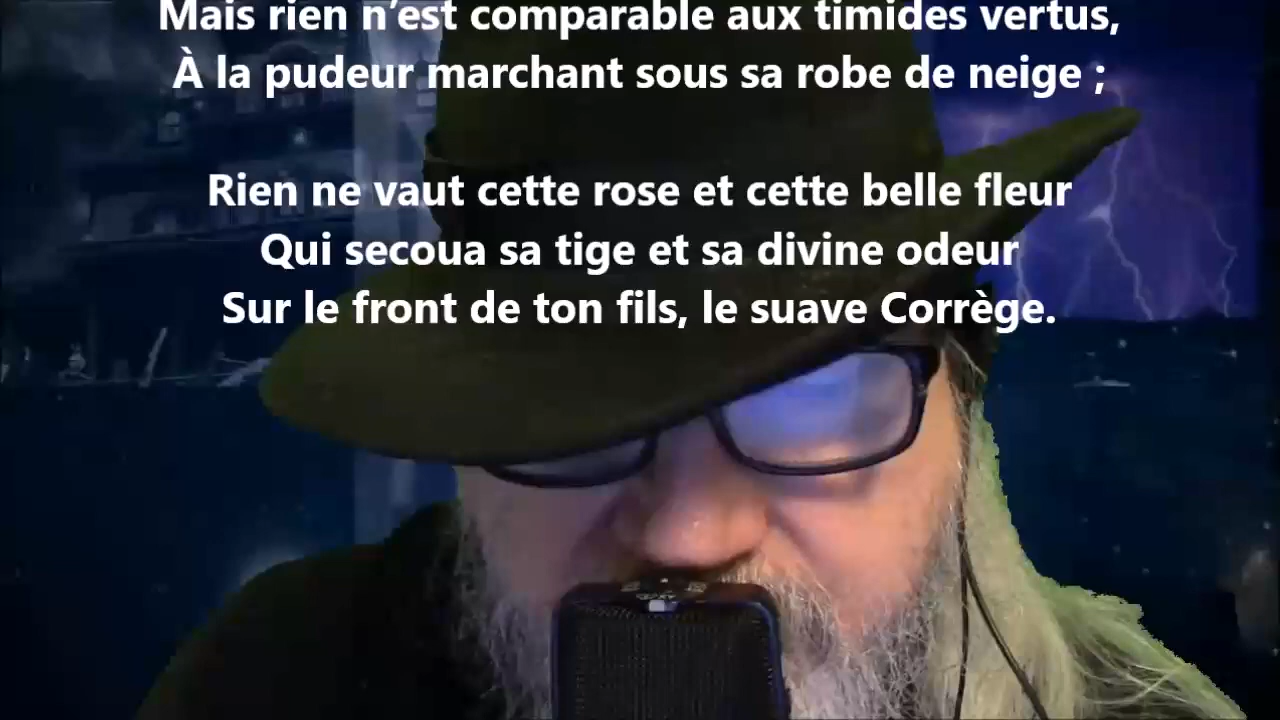 Mais rien n’est comparable aux timides vertus,
À la pudeur marchant sous sa robe de neige ;
Rien ne vaut cette rose et cette belle fleur
Qui secoua sa tige et sa divine odeur
Sur le front de ton fils, le suave Corrège.